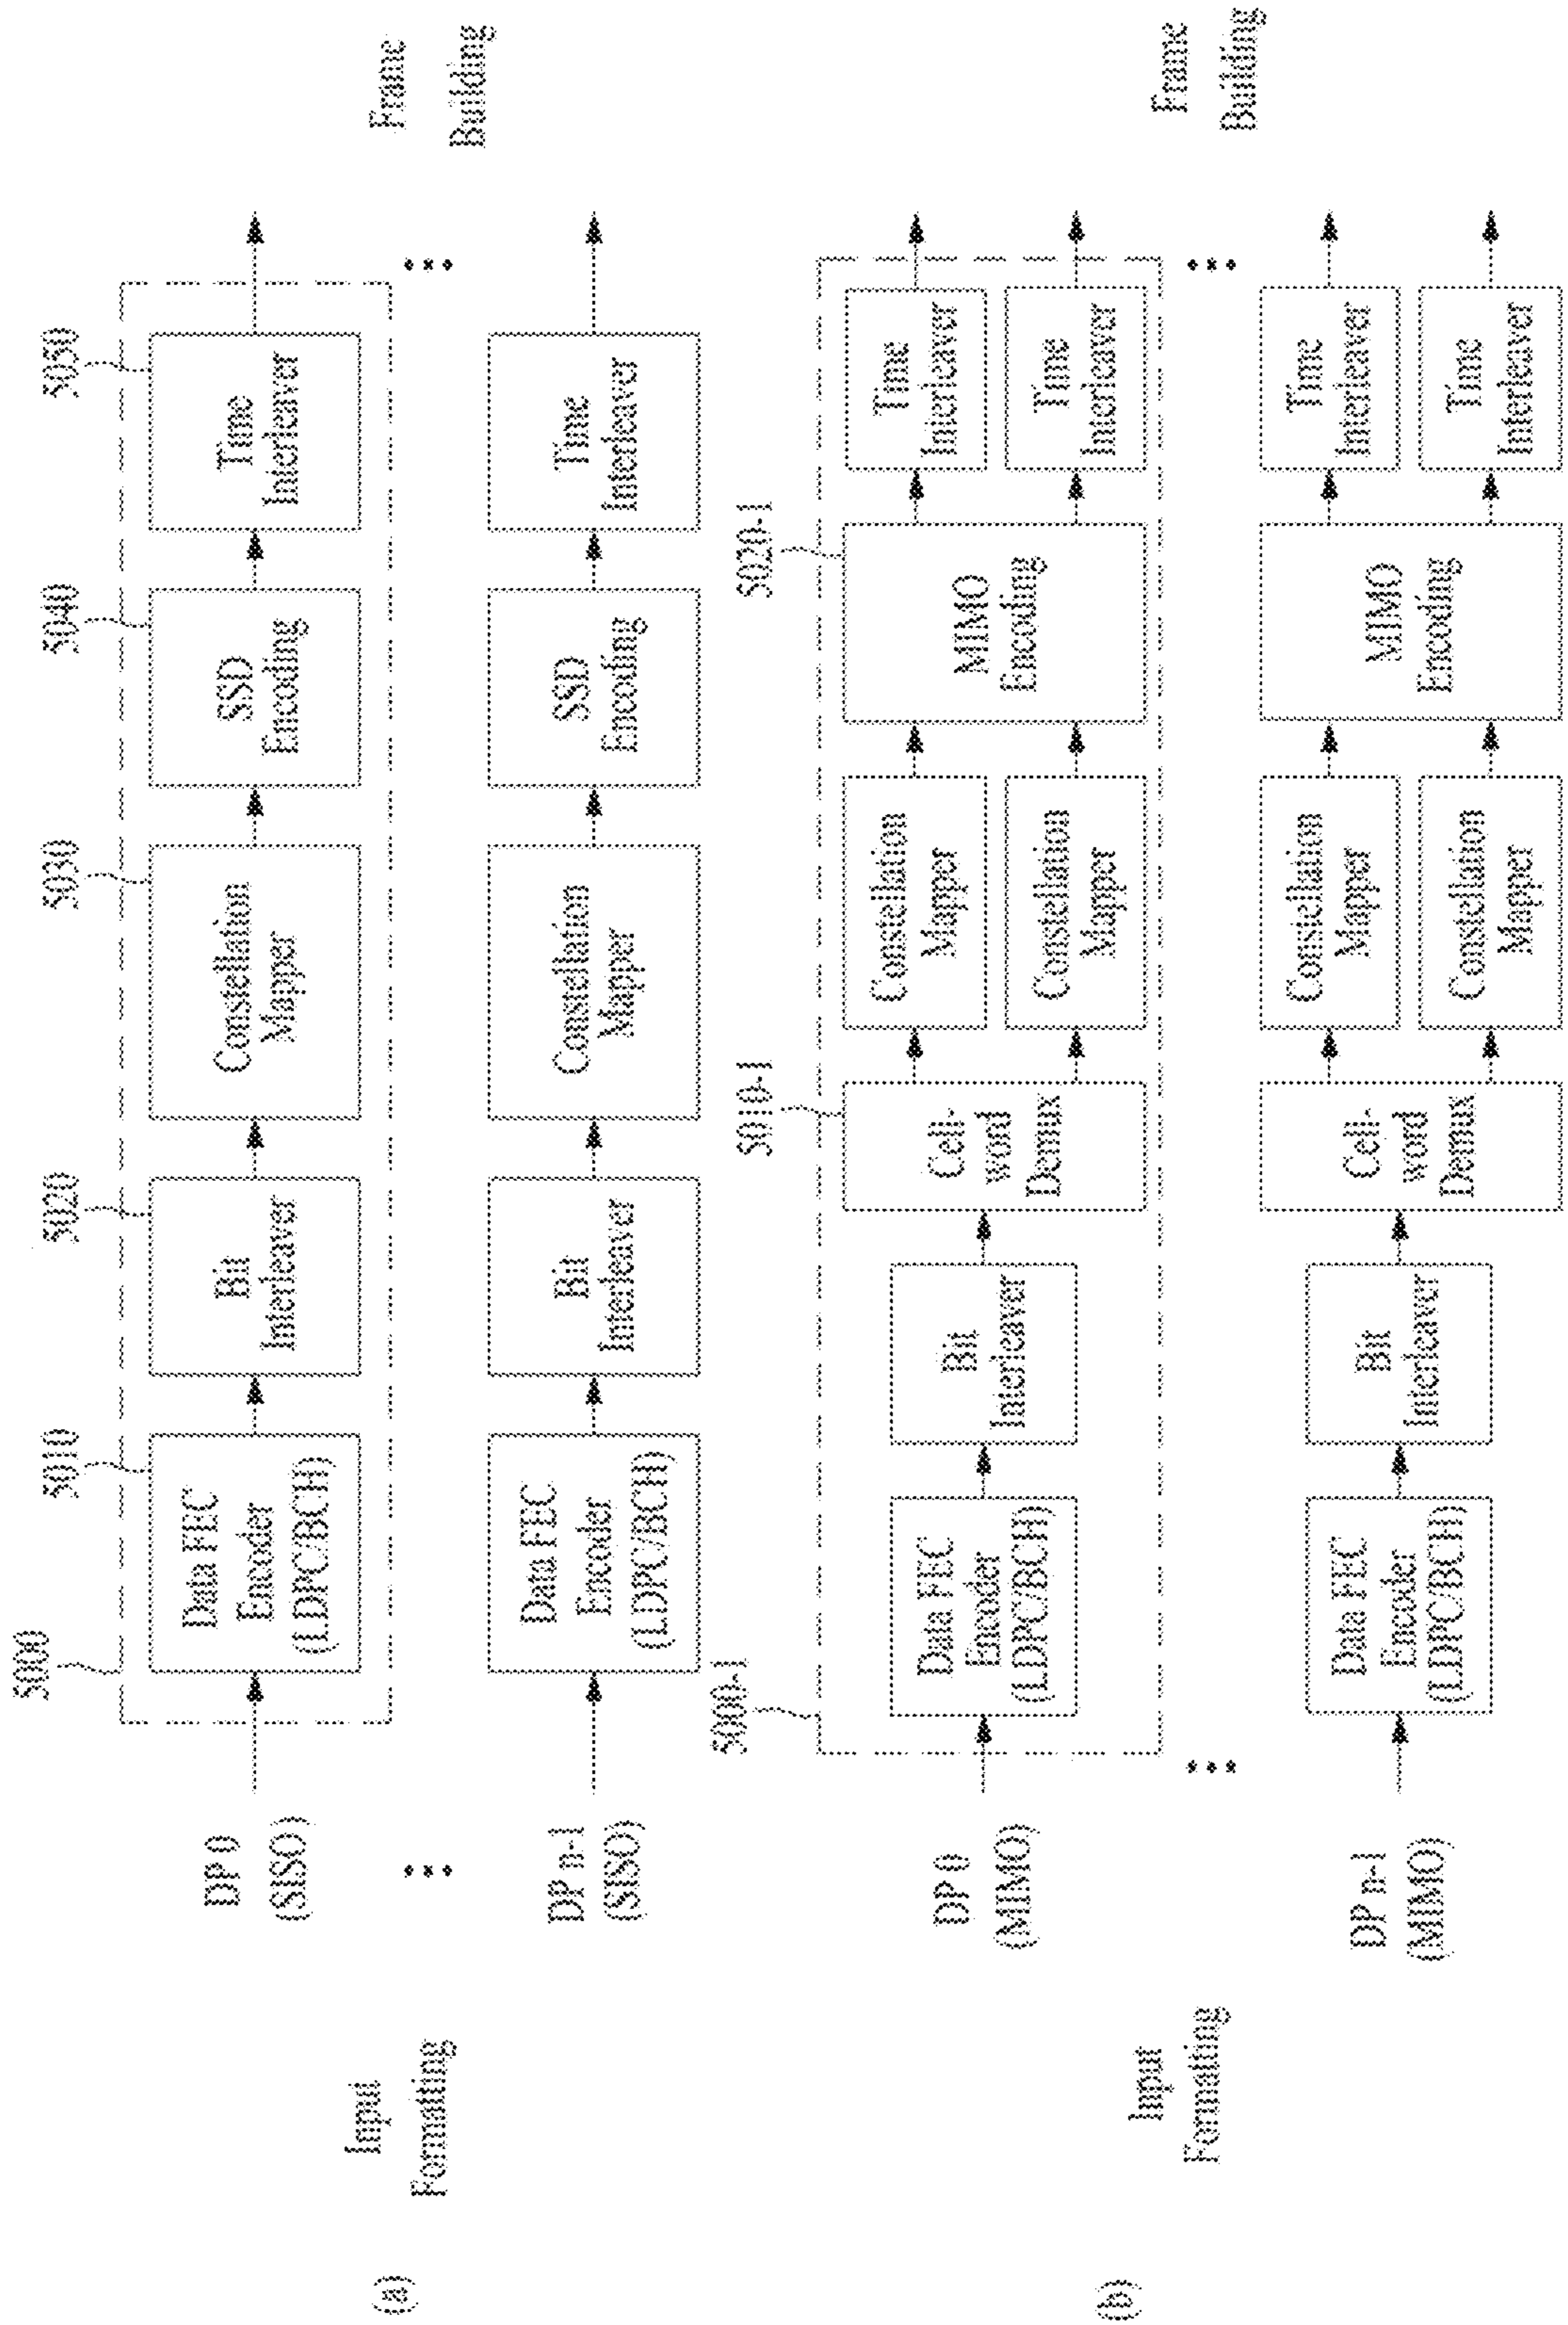 (a)
Input
Formatting
DP 0
(SISO)
...
DP n-1
(SISO)
5000
5010
5020
5030
5040
5050
Data FEC
Encoder
(LDPC/BCH)
Bit
Interleaver
Constellation
Mapper
SSD
Encoding
Time
Interleaver
...
Data FEC
Encoder
(LDPC/BCH)
Bit
Interleaver
Constellation
Mapper
SSD
Encoding
Time
Interleaver
Frame
Building
(b)
Input
Formatting
DP 0
(MIMO)
...
DP n-1
(MIMO)
5000-1
5010-1
5020-1
Data FEC
Encoder
(LDPC/BCH)
Bit
Interleaver
Cell-
word
Demux
Constellation
Mapper
Constellation
Mapper
MIMO
Encoding
Time
Interleaver
Time
Interleaver
...
Data FEC
Encoder
(LDPC/BCH)
Bit
Interleaver
Cell-
word
Demux
Constellation
Mapper
Constellation
Mapper
MIMO
Encoding
Time
Interleaver
Time
Interleaver
Frame
Building